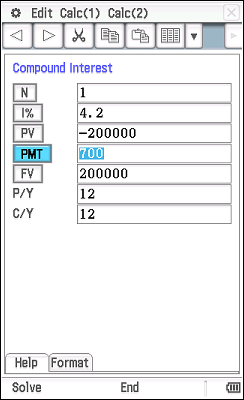 Edit Calc(1) Calc(2)
Compound Interest
N 1
I% 4.2
PV -200000
PMT 700
FV 200000
P/Y 12
C/Y 12
Help Format
Solve End